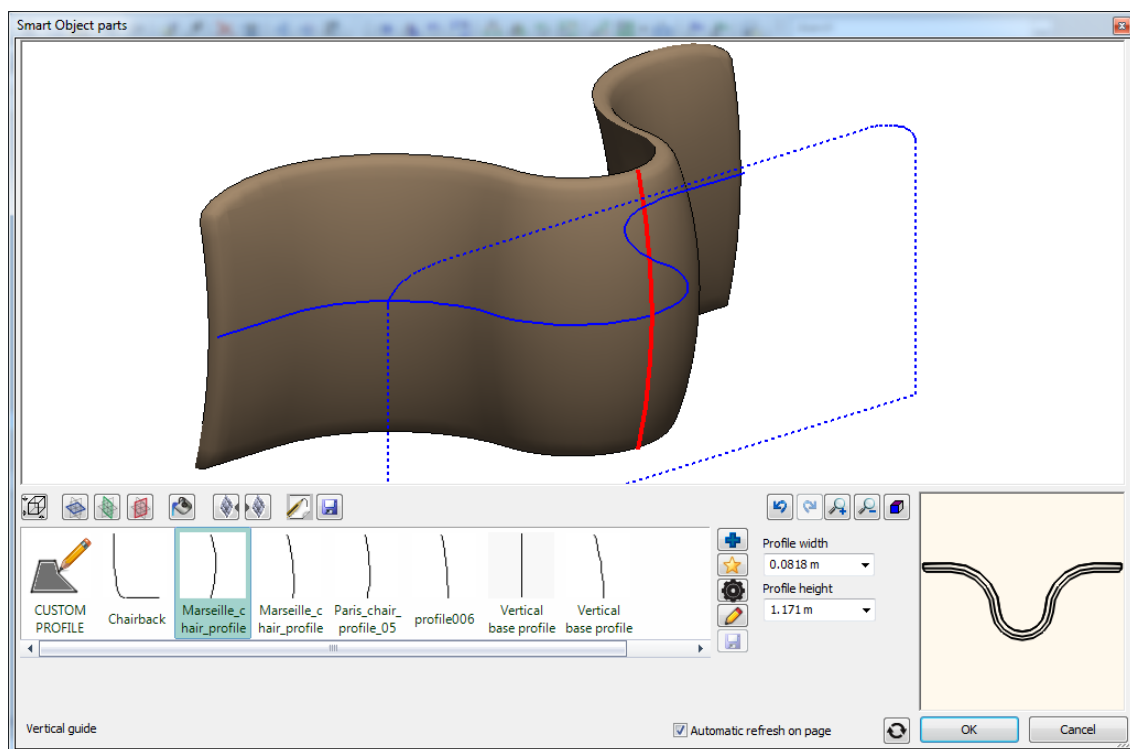 Smart Object parts
CUSTOM
PROFILE
Chairback
Marseille_c
hair_profile
Marseille_c
hair_profile
Paris_chair_
profile_05
profile006
Vertical
base profile
Vertical
base profile
Profile width
0.0818 m
Profile height
1.171 m
Vertical guide
Automatic refresh on page
OK
Cancel